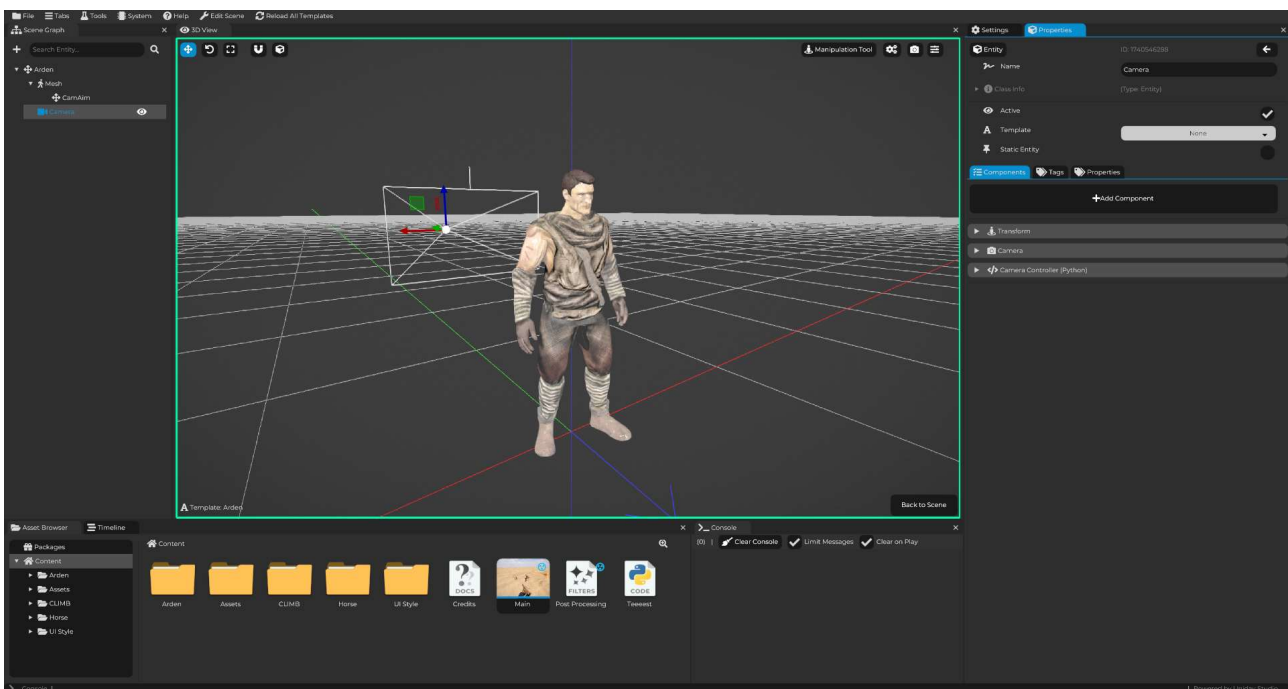 File Tabs Tools System Help Edit Scene Reload All Templates
Scene Graph
3D View
Settings Properties
Search Entity...
Manipulation Tool
Entity
ID: 1740546288
Name
Camera
Arden
Mesh
CamAim
Camera
Class Info
(Type: Entity)
Active
Template
None
Static Entity
Components Tags Properties
Add Component
Transform
Camera
Camera Controller (Python)
Template: Arden
Back to Scene
Asset Browser Timeline
Console
Packages
Content
Arden
Assets
CLIMB
Horse
UI Style
Content
DOCS
FILTERS
CODE
Arden Assets CLIMB Horse UI Style Credits Main Post Processing Teeeest
(0) | Clear Console Limit Messages Clear on Play
Console